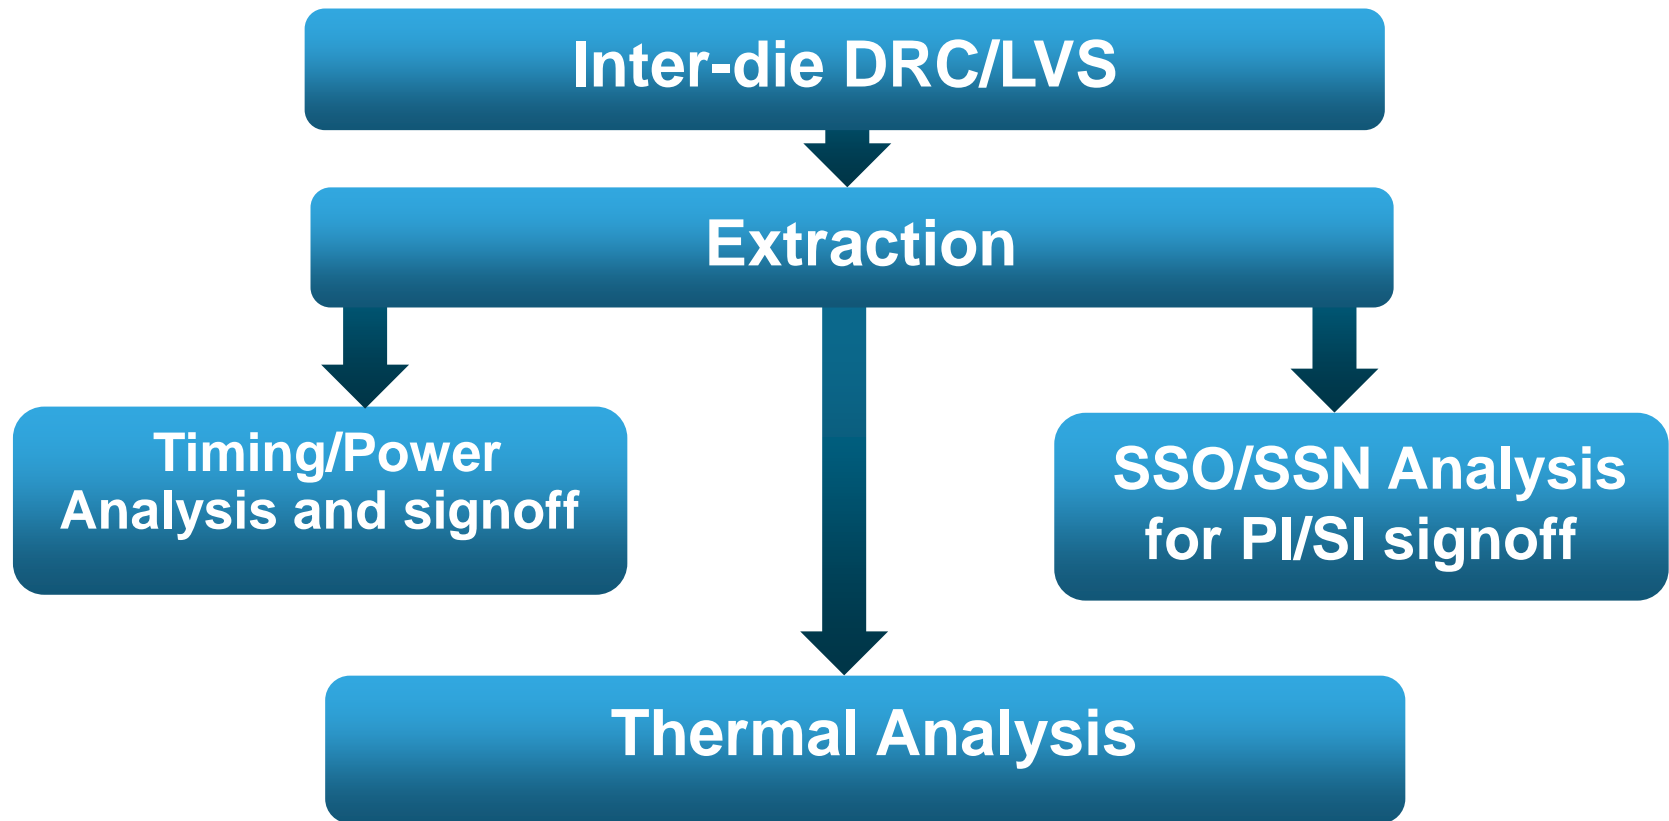 Inter-die DRC/LVS
Extraction
Timing/Power
Analysis and signoff
SSO/SSN Analysis
for PI/SI signoff
Thermal Analysis